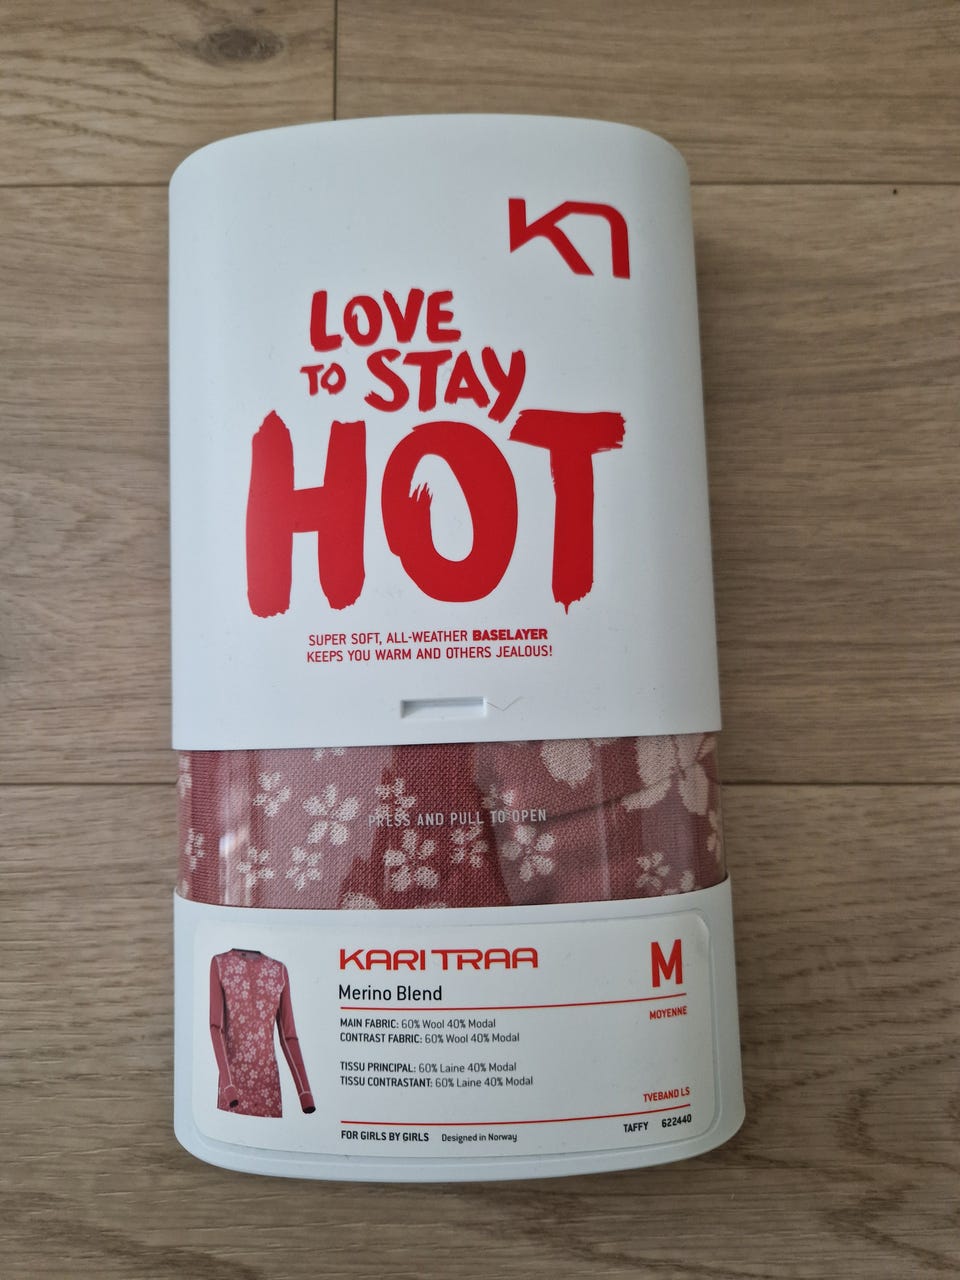 LOVE
TO STAY
HOT
SUPER SOFT, ALL-WEATHER BASELAYER
KEEPS YOU WARM AND OTHERS JEALOUS!
PRESS AND PULL TO OPEN
KARI TRAA
M
Merino Blend
MOYENNE
MAIN FABRIC: 60% Wool 40% Modal
CONTRAST FABRIC: 60% Wool 40% Modal
TISSU PRINCIPAL: 60% Laine 40% Modal
TISSU CONTRASTANT: 60% Laine 40% Modal
TVEBAND LS
FOR GIRLS BY GIRLS Designed in Norway
TAFFY 622440